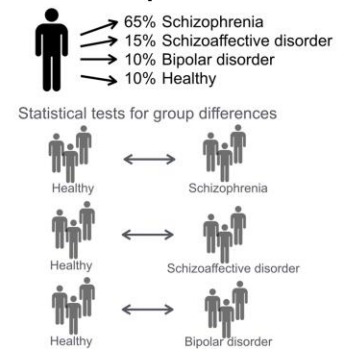 65% Schizophrenia
15% Schizoaffective disorder
10% Bipolar disorder
10% Healthy
Statistical tests for group differences
Healthy Schizophrenia
Healthy Schizoaffective disorder
Healthy Bipolar disorder